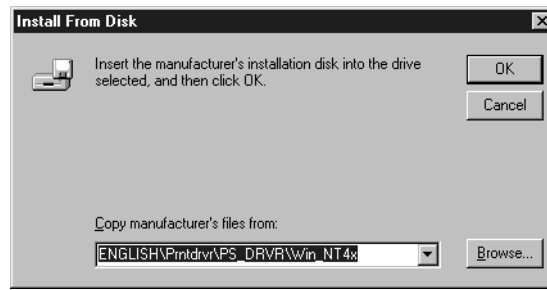 Install From Disk
Insert the manufacturer's installation disk into the drive
selected, and then click OK.
OK
Cancel
Copy manufacturer's files from:
ENGLISH\Prntdrvr\PS_DRVR\Win_NT4x
Browse...